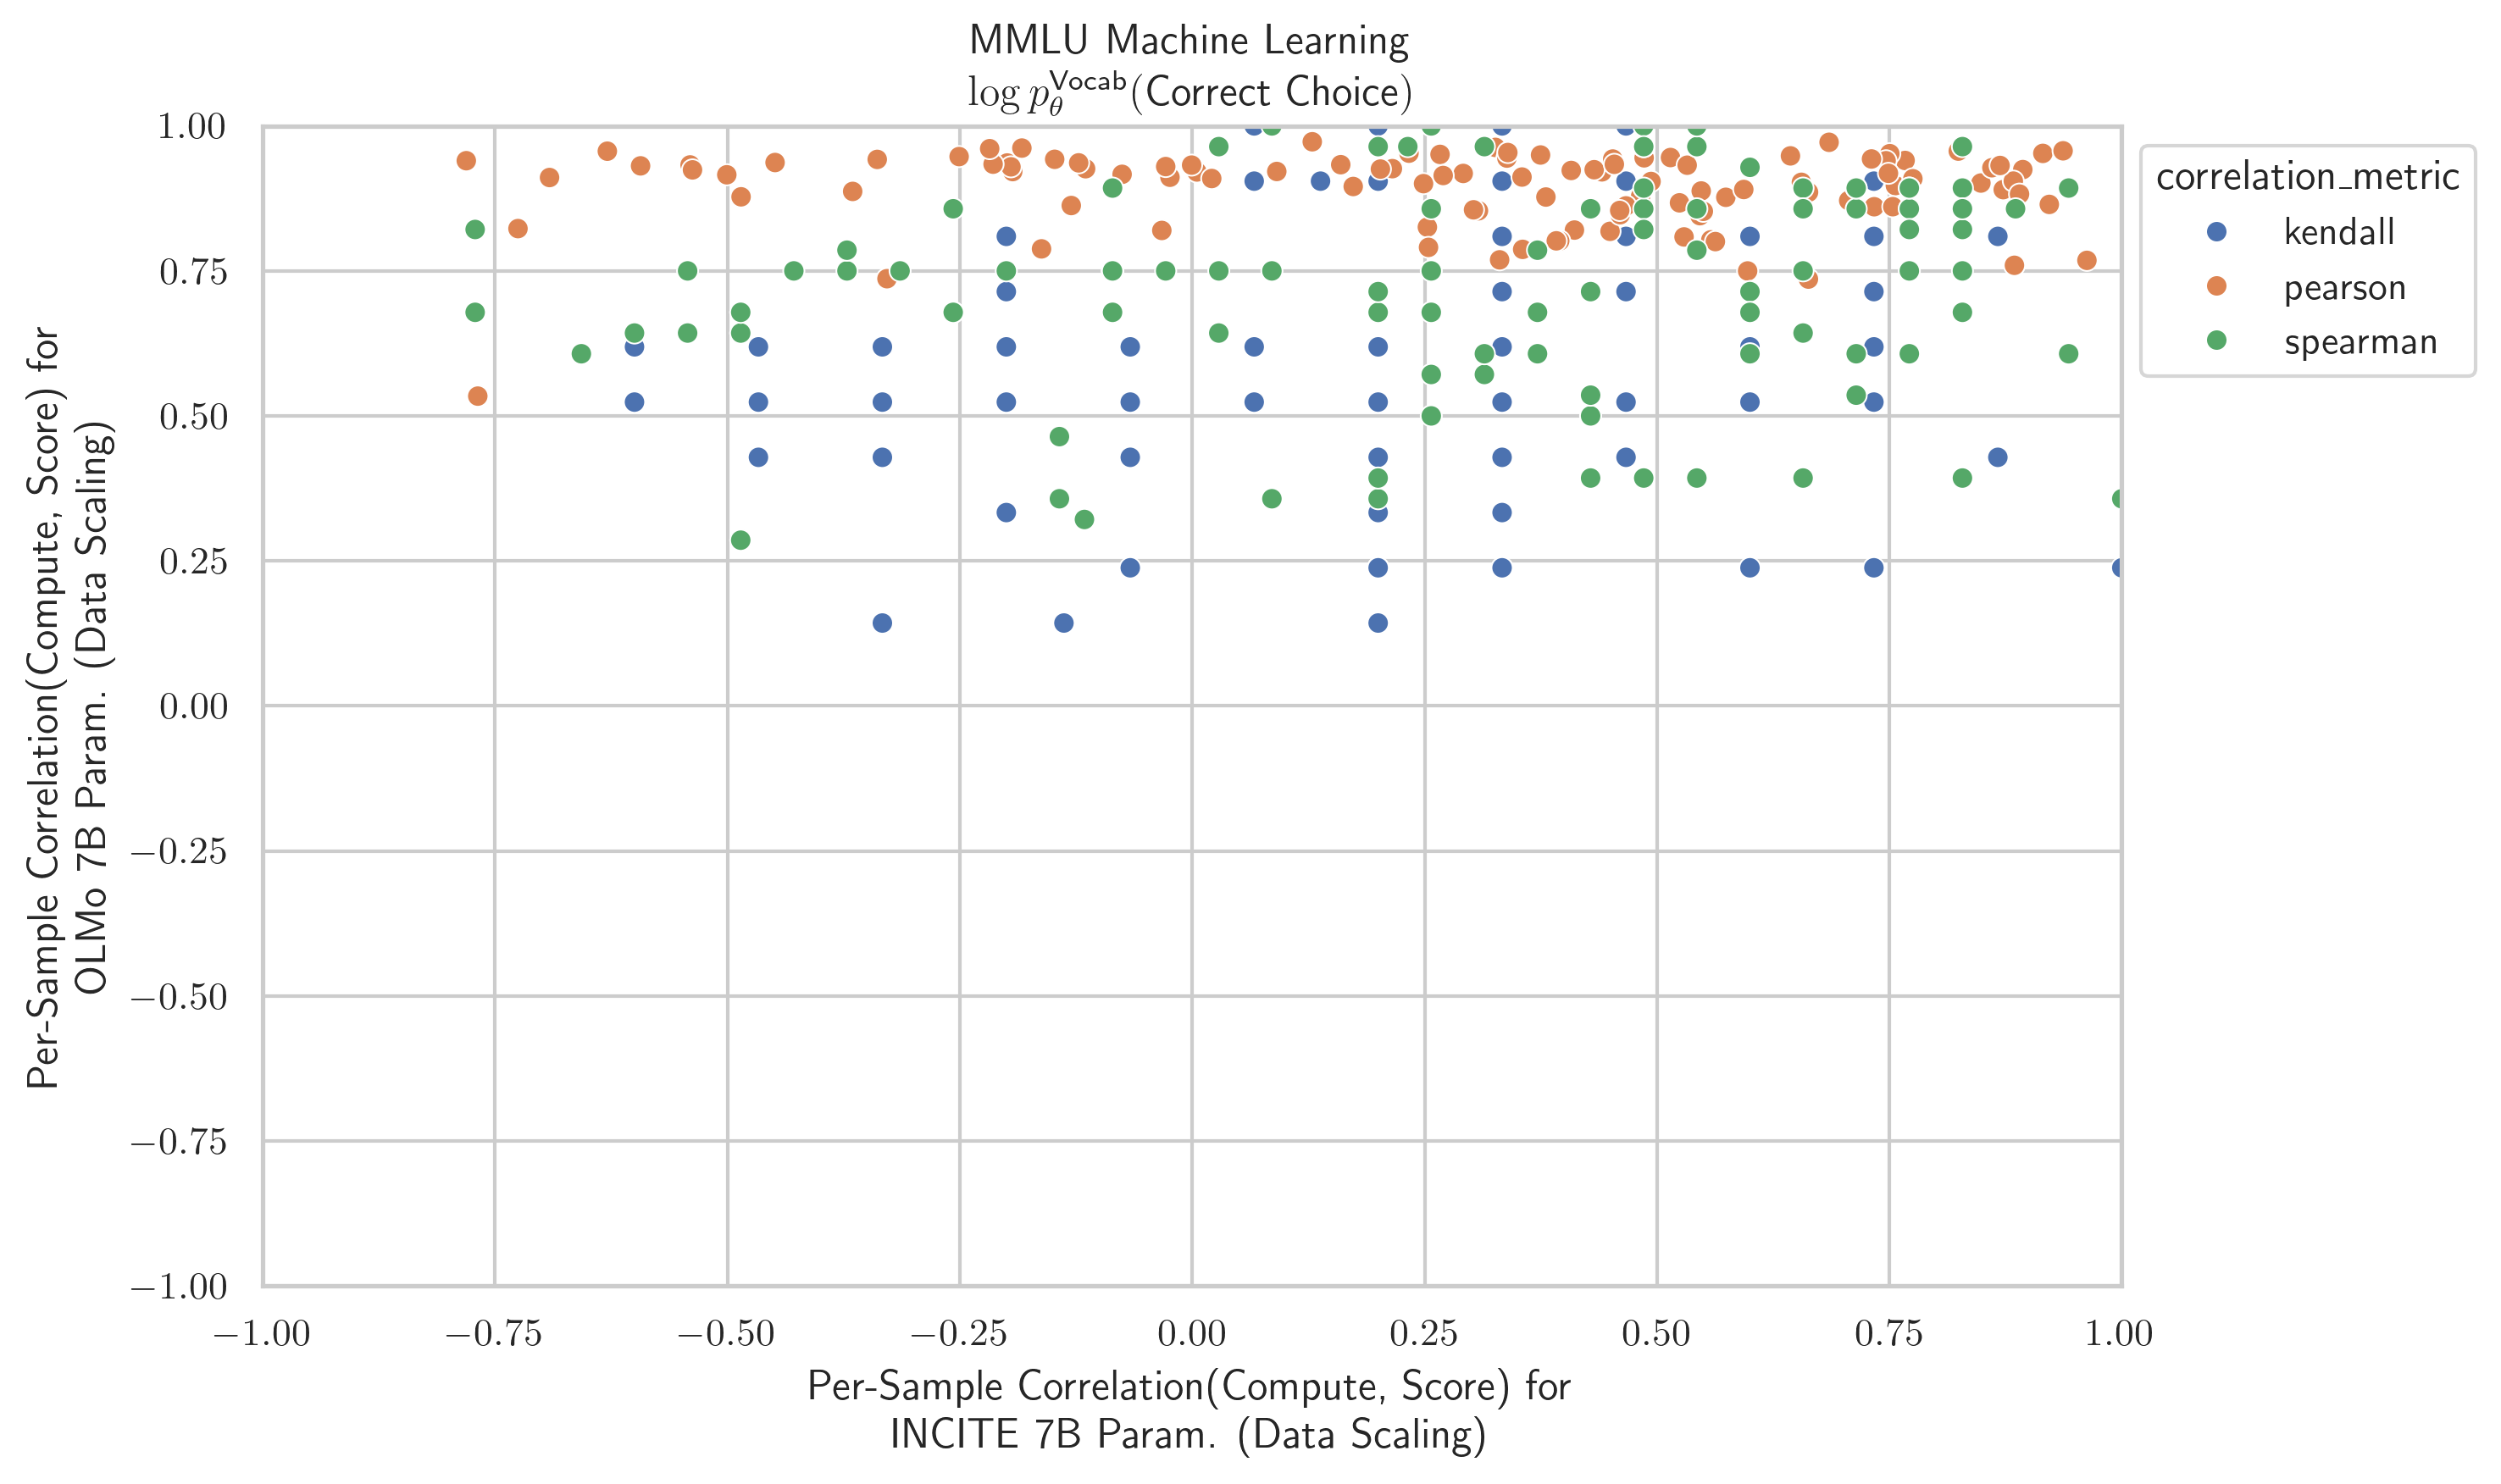 MMLU Machine Learning
log p_θ^Vocab(Correct Choice)
1.00
0.75
0.50
0.25
0.00
−0.25
−0.50
−0.75
−1.00
Per-Sample Correlation(Compute, Score) for
OLMo 7B Param. (Data Scaling)
−1.00 −0.75 −0.50 −0.25 0.00 0.25 0.50 0.75 1.00
Per-Sample Correlation(Compute, Score) for
INCITE 7B Param. (Data Scaling)
correlation_metric
kendall
pearson
spearman